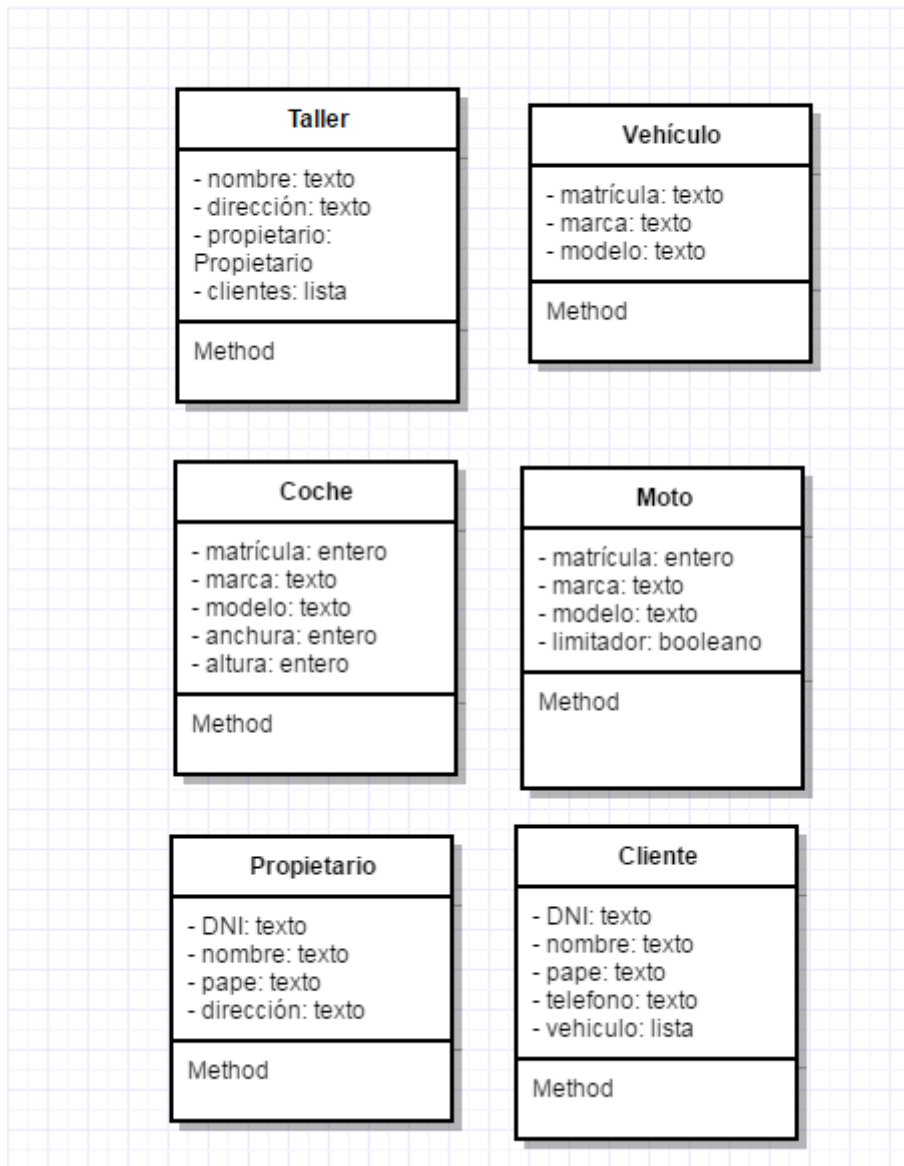 Taller
- nombre: texto
- dirección: texto
- propietario:
Propietario
- clientes: lista
Method
Vehículo
- matrícula: texto
- marca: texto
- modelo: texto
Method
Coche
- matrícula: entero
- marca: texto
- modelo: texto
- anchura: entero
- altura: entero
Method
Moto
- matrícula: entero
- marca: texto
- modelo: texto
- limitador: booleano
Method
Propietario
- DNI: texto
- nombre: texto
- pape: texto
- dirección: texto
Method
Cliente
- DNI: texto
- nombre: texto
- pape: texto
- telefono: texto
- vehiculo: lista
Method